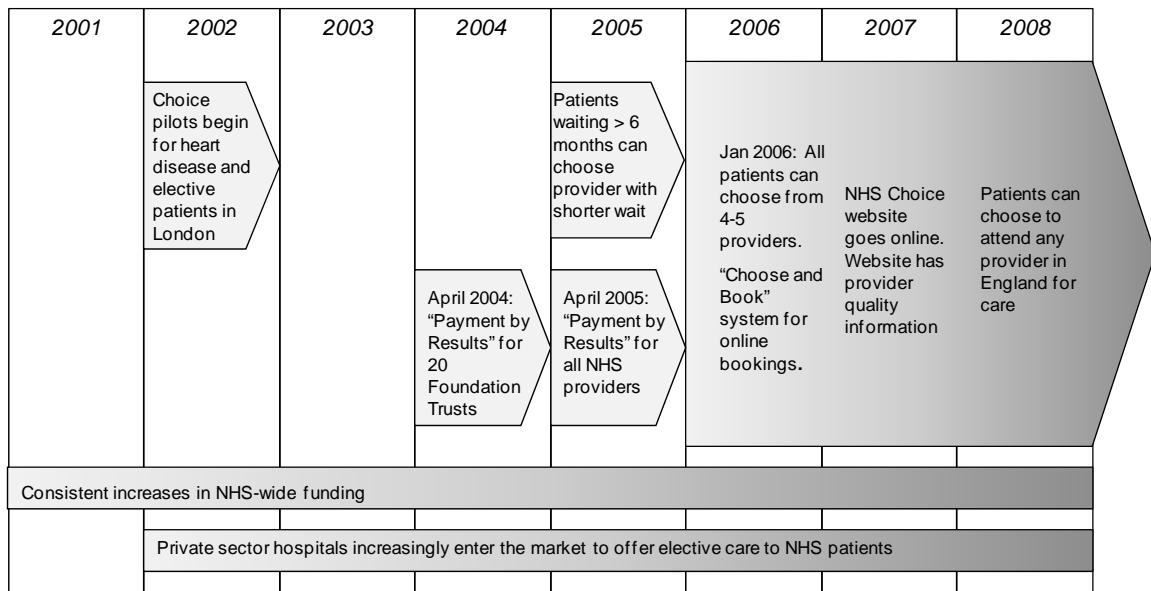 2001 2002 2003 2004 2005 2006 2007 2008
Choice
pilots begin
for heart
disease and
elective
patients in
London
Patients
waiting > 6
months can
choose
provider with
shorter wait
April 2004:
“Payment by
Results” for
20
Foundation
Trusts
April 2005:
“Payment by
Results” for
all NHS
providers
Jan 2006: All
patients can
choose from
4-5
providers.
“Choose and
Book”
system for
online
bookings.
NHS Choice
website
goes online.
Website has
provider
quality
information
Patients can
choose to
attend any
provider in
England for
care
Consistent increases in NHS-wide funding
Private sector hospitals increasingly enter the market to offer elective care to NHS patients